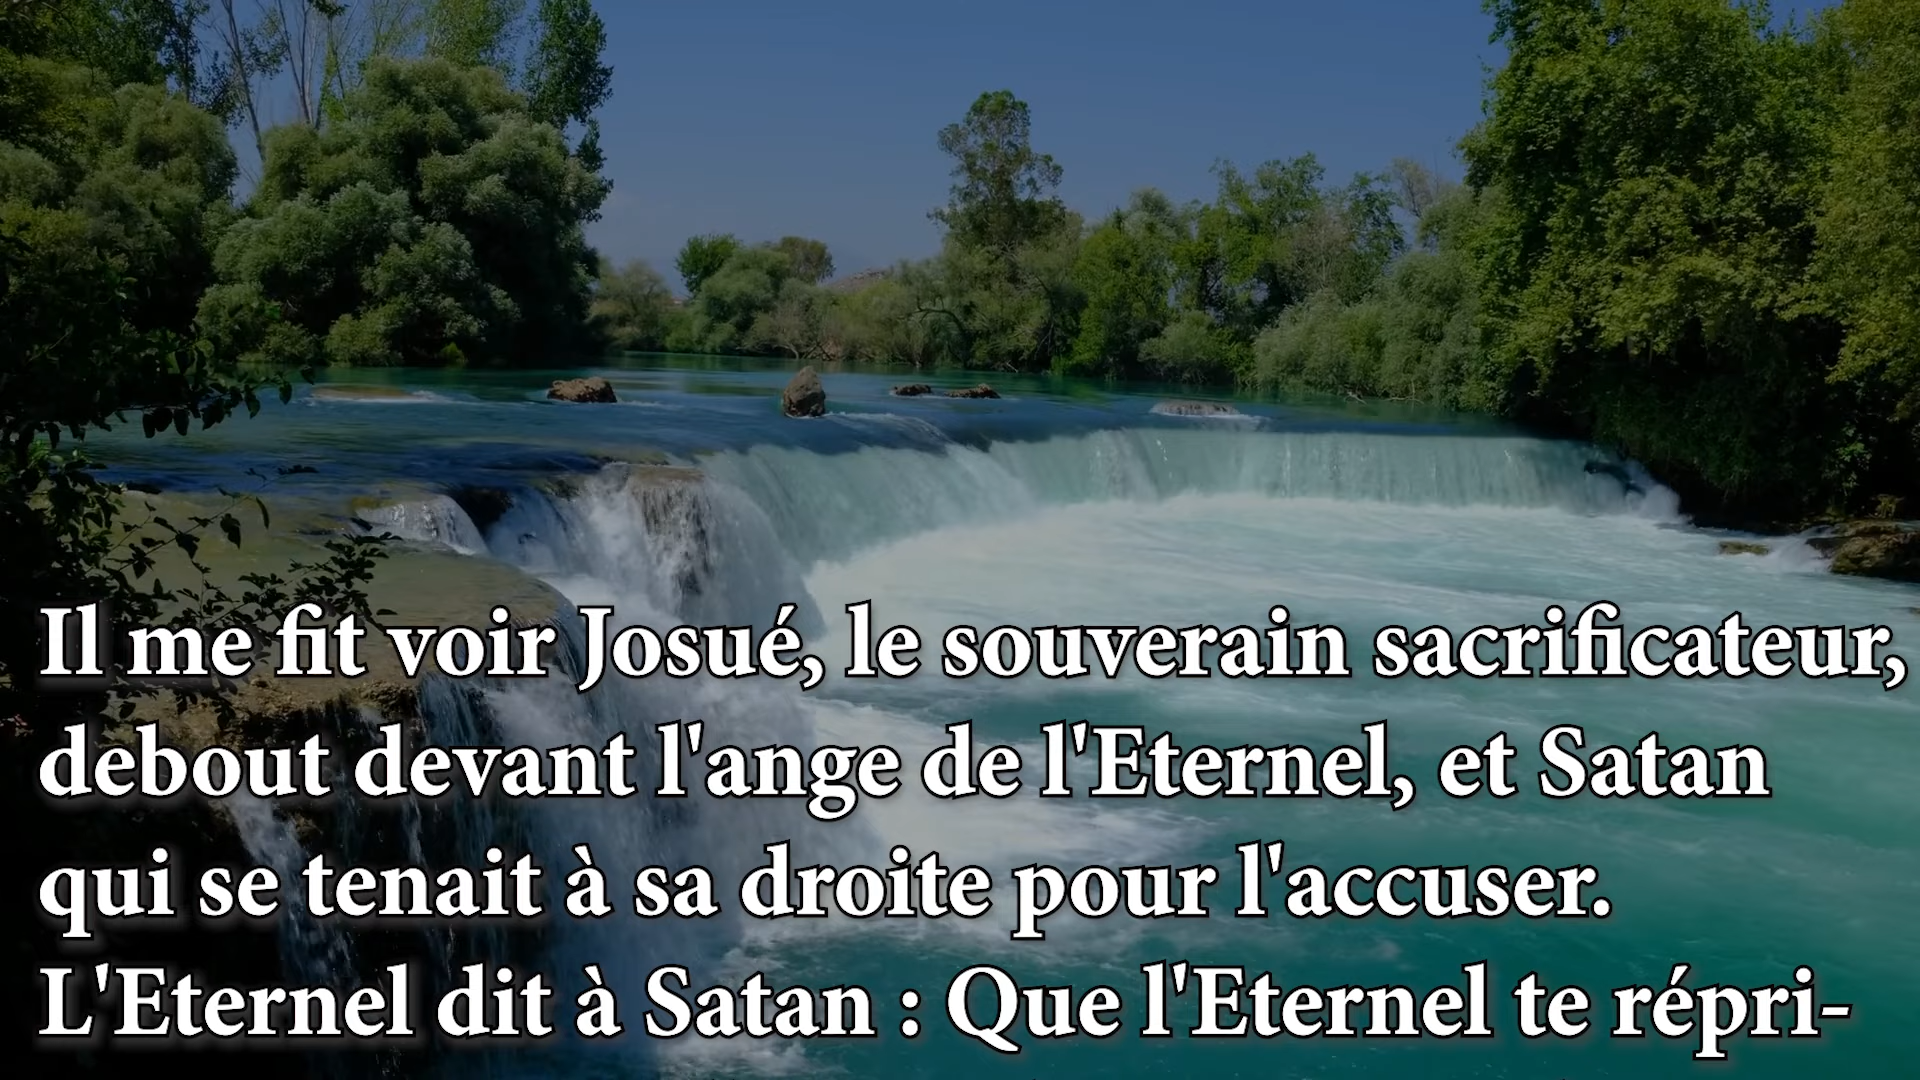 Il me fit voir Josué, le souverain sacrificateur,
debout devant l'ange de l'Eternel, et Satan
qui se tenait à sa droite pour l'accuser.
L'Eternel dit à Satan : Que l'Eternel te répri-